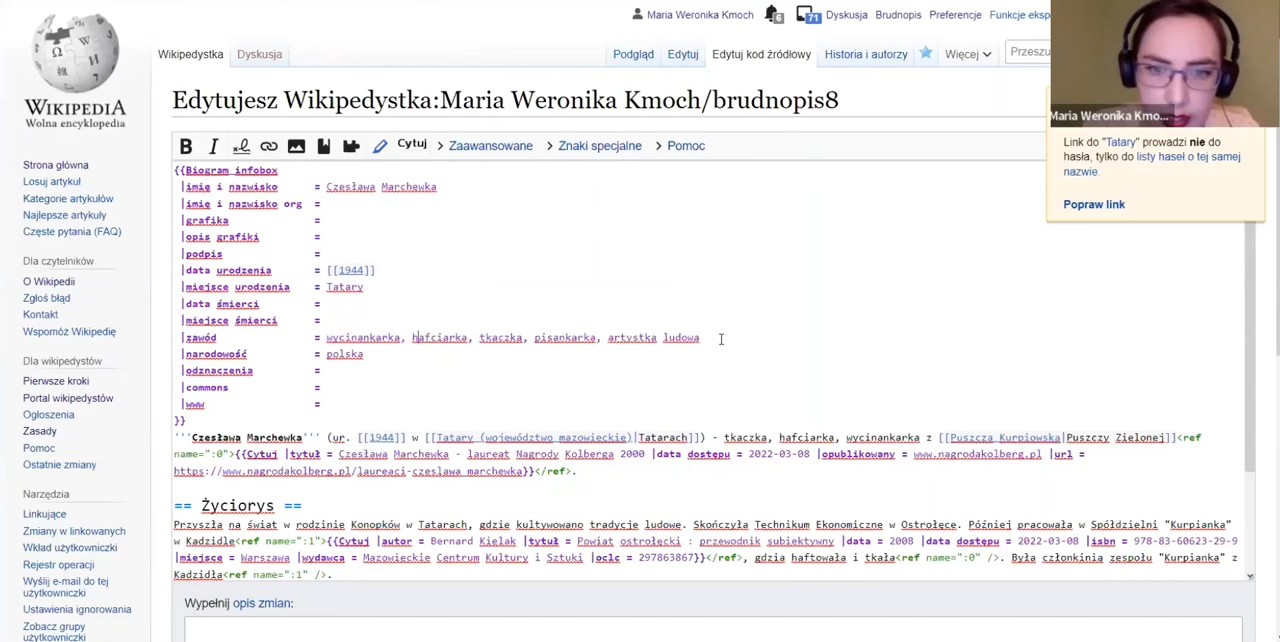 Maria Weronika Kmoch 6 71 Dyskusja Brudnopis Preferencje Funkcje eksp
WIKIPEDIA
Wolna encyklopedia
Wikipedystka Dyskusja Podgląd Edytuj Edytuj kod źródłowy Historia i autorzy Więcej Przeszu
Edytujesz Wikipedystka:Maria Weronika Kmoch/brudnopis8
Maria Weronika Kmo...
Link do "Tatary" prowadzi nie do
hasła, tylko do listy haseł o tej samej
nazwie.
Popraw link
B I Cytuj Zaawansowane Znaki specjalne Pomoc
Strona główna
Losuj artykuł
Kategorie artykułów
Najlepsze artykuły
Częste pytania (FAQ)
Dla czytelników
O Wikipedii
Zgłoś błąd
Kontakt
Wspomóż Wikipedię
Dla wikipedystów
Pierwsze kroki
Portal wikipedystów
Ogłoszenia
Zasady
Pomoc
Ostatnie zmiany
Narzędzia
Linkujące
Zmiany w linkowanych
Wkład użytkowniczki
Rejestr operacji
Wyślij e-mail do tej
użytkowniczki
Ustawienia ignorowania
Zobacz grupy
użytkowniczki
{{Biogram infobox
|imię i nazwisko = Czesława Marchewka
|imię i nazwisko org =
|grafika =
|opis grafiki =
|podpis =
|data urodzenia = [[1944]]
|miejsce urodzenia = Tatary
|data śmierci =
|miejsce śmierci =
|zawód = wycinankarka, hafciarka, tkaczka, pisankarka, artystka ludowa
|narodowość = polska
|odznaczenia =
|commons =
|www =
}}
'''Czesława Marchewka''' (ur. [[1944]] w [[Tatary (województwo mazowieckie)|Tatarach]]) - tkaczka, hafciarka, wycinankarka z [[Puszcza Kurpiowska|Puszczy Zielonej]]<ref
name=":0">{{Cytuj |tytuł = Czesława Marchewka - laureat Nagrody Kolberga 2000 |data dostępu = 2022-03-08 |opublikowany = www.nagrodakolberg.pl |url =
https://www.nagrodakolberg.pl/laureaci-czeslawa_marchewka}}</ref>.
== Życiorys ==
Przyszła na świat w rodzinie Konopków w Tatarach, gdzie kultywowano tradycje ludowe. Skończyła Technikum Ekonomiczne w Ostrołęce. Później pracowała w Spółdzielni "Kurpianka"
w Kadzidle<ref name=":1">{{Cytuj |autor = Bernard Kielak |tytuł = Powiat ostrołęcki : przewodnik subiektywny |data = 2008 |data dostępu = 2022-03-08 |isbn = 978-83-60623-29-9
|miejsce = Warszawa |wydawca = Mazowieckie Centrum Kultury i Sztuki |oclc = 297863867}}</ref>, gdzie haftowała i tkała<ref name=":0" />. Była członkinią zespołu "Kurpianka" z
Kadzidła<ref name=":1" />.
Wypełnij opis zmian: